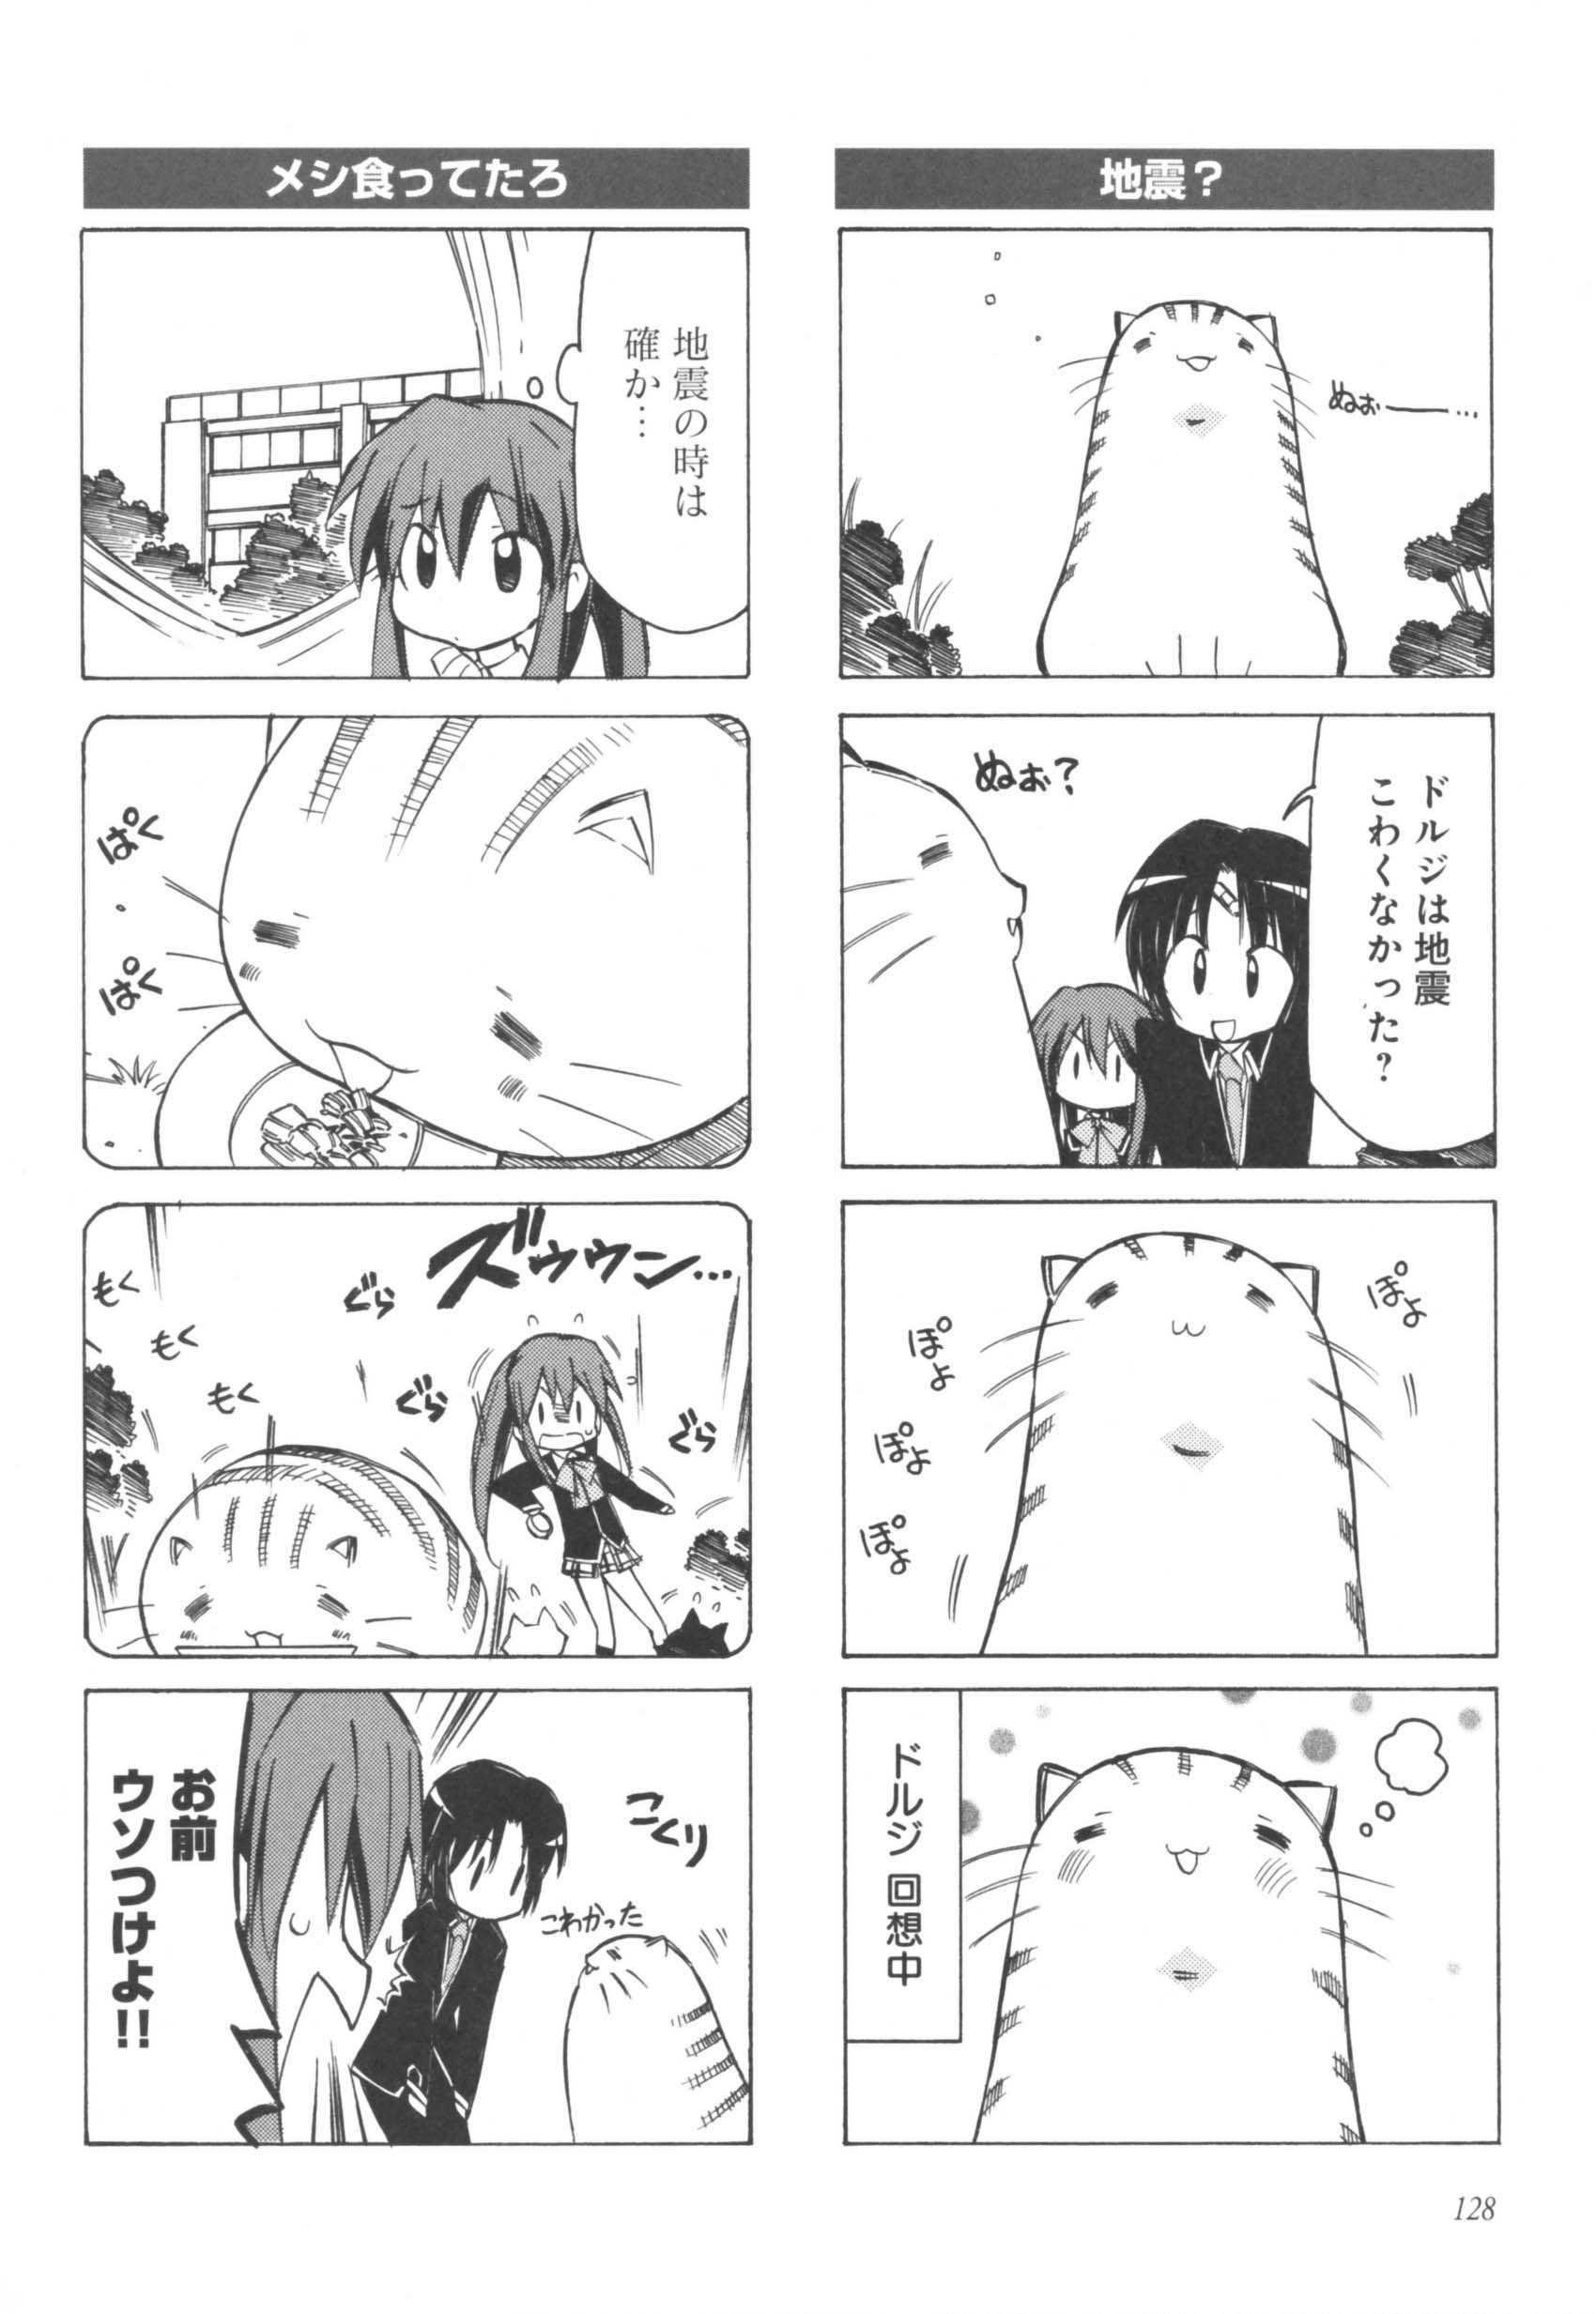 地震？
ぬぉーー…
ドルジは地震
こわくなかった？
ぬぉ？
ぽよ
ぽよ
ぽよ
ぽよ
ドルジ 回想中
メシ食ってたろ
地震の時は
確か…
ぱく
ぱく
ズウウン…
ぐら
ぐら
ぐら
もく
もく
もく
こくり
こわかった
お前
ウソつけよ!!
128